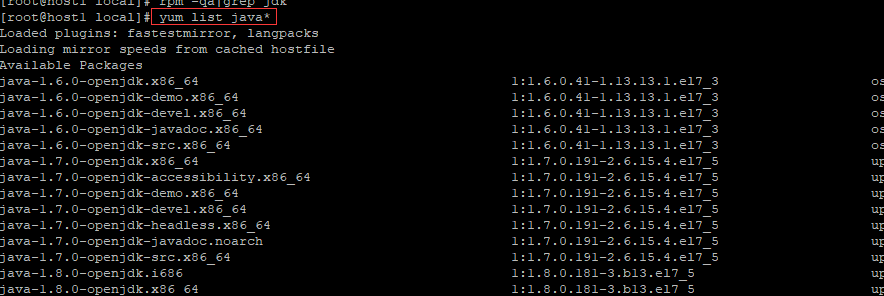 [root@host1 local]# rpm -qa|grep jdk
[root@host1 local]# yum list java*
Loaded plugins: fastestmirror, langpacks
Loading mirror speeds from cached hostfile
Available Packages
java-1.6.0-openjdk.x86_64 1:1.6.0.41-1.13.13.1.el7_3 os
java-1.6.0-openjdk-demo.x86_64 1:1.6.0.41-1.13.13.1.el7_3 os
java-1.6.0-openjdk-devel.x86_64 1:1.6.0.41-1.13.13.1.el7_3 os
java-1.6.0-openjdk-javadoc.x86_64 1:1.6.0.41-1.13.13.1.el7_3 os
java-1.6.0-openjdk-src.x86_64 1:1.6.0.41-1.13.13.1.el7_3 os
java-1.7.0-openjdk.x86_64 1:1.7.0.191-2.6.15.4.el7_5 up
java-1.7.0-openjdk-accessibility.x86_64 1:1.7.0.191-2.6.15.4.el7_5 up
java-1.7.0-openjdk-demo.x86_64 1:1.7.0.191-2.6.15.4.el7_5 up
java-1.7.0-openjdk-devel.x86_64 1:1.7.0.191-2.6.15.4.el7_5 up
java-1.7.0-openjdk-headless.x86_64 1:1.7.0.191-2.6.15.4.el7_5 up
java-1.7.0-openjdk-javadoc.noarch 1:1.7.0.191-2.6.15.4.el7_5 up
java-1.7.0-openjdk-src.x86_64 1:1.7.0.191-2.6.15.4.el7_5 up
java-1.8.0-openjdk.i686 1:1.8.0.181-3.b13.el7_5 up
java-1.8.0-openjdk.x86_64 1:1.8.0.181-3.b13.el7_5 up